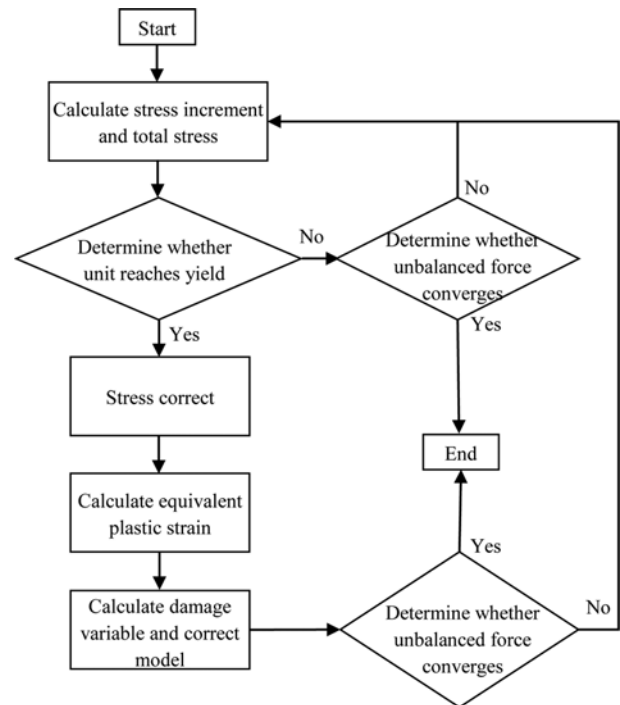 Start
Calculate stress increment
and total stress
No
Determine whether
unit reaches yield
No
Determine whether
unbalanced force
converges
Yes
Yes
Stress correct
End
Calculate equivalent
plastic strain
Yes
Calculate damage
variable and correct
model
Determine whether
unbalanced force
converges
No